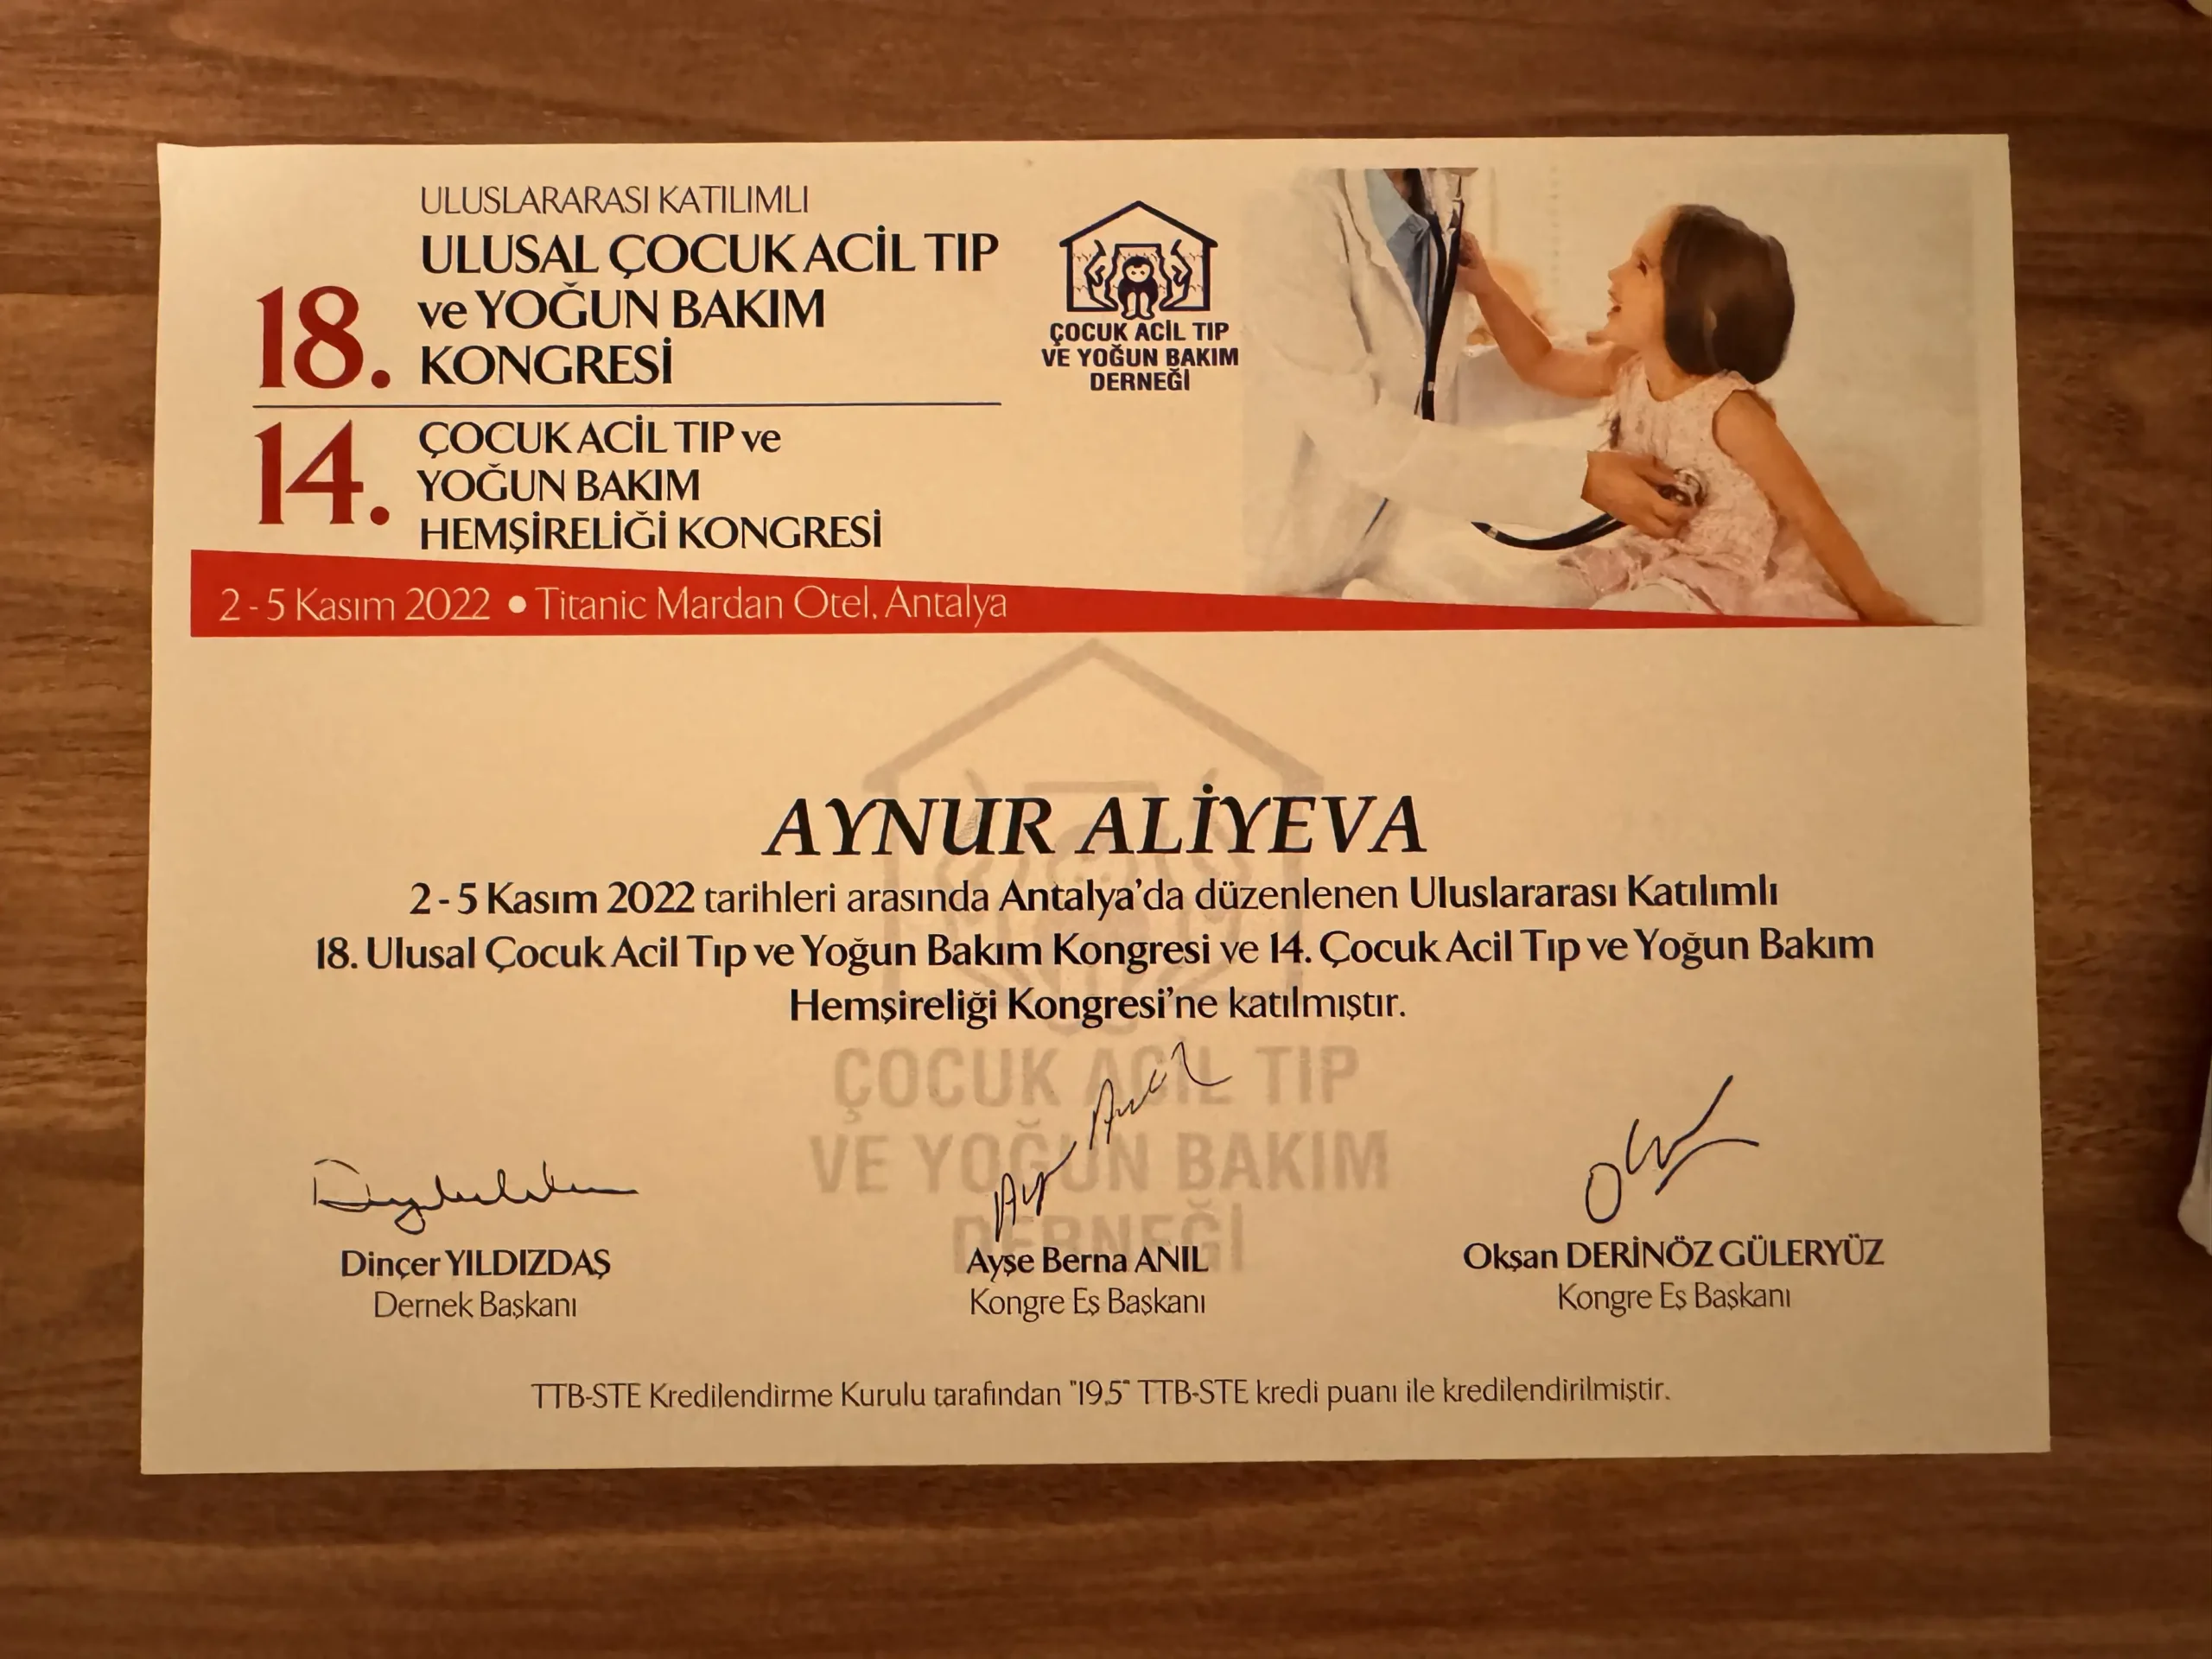 ULUSLARARASI KATILIMLI
18. ULUSAL ÇOCUK ACİL TIP
ve YOĞUN BAKIM
KONGRESİ
14. ÇOCUK ACİL TIP ve
YOĞUN BAKIM
HEMŞİRELİĞİ KONGRESİ
ÇOCUK ACİL TIP
VE YOĞUN BAKIM
DERNEĞİ
2 - 5 Kasım 2022 • Titanic Mardan Otel, Antalya
AYNUR ALİYEVA
2 - 5 Kasım 2022 tarihleri arasında Antalya'da düzenlenen Uluslararası Katılımlı
18. Ulusal Çocuk Acil Tıp ve Yoğun Bakım Kongresi ve 14. Çocuk Acil Tıp ve Yoğun Bakım
Hemşireliği Kongresi'ne katılmıştır.
ÇOCUK ACİL TIP
VE YOĞUN BAKIM
DERNEĞİ
Dinçer YILDIZDAŞ
Dernek Başkanı
Ayşe Berna ANIL
Kongre Eş Başkanı
Okşan DERİNÖZ GÜLERYÜZ
Kongre Eş Başkanı
TTB-STE Kredilendirme Kurulu tarafından "19,5" TTB-STE kredi puanı ile kredilendirilmiştir.